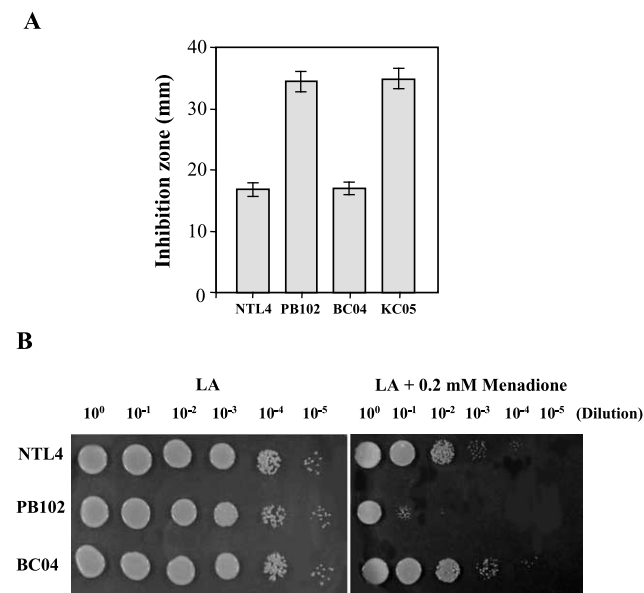 A
Inhibition zone (mm)
40
30
20
10
0
NTL4 PB102 BC04 KC05
B
LA LA + 0.2 mM Menadione
10⁰ 10⁻¹ 10⁻² 10⁻³ 10⁻⁴ 10⁻⁵ 10⁰ 10⁻¹ 10⁻² 10⁻³ 10⁻⁴ 10⁻⁵ (Dilution)
NTL4
PB102
BC04